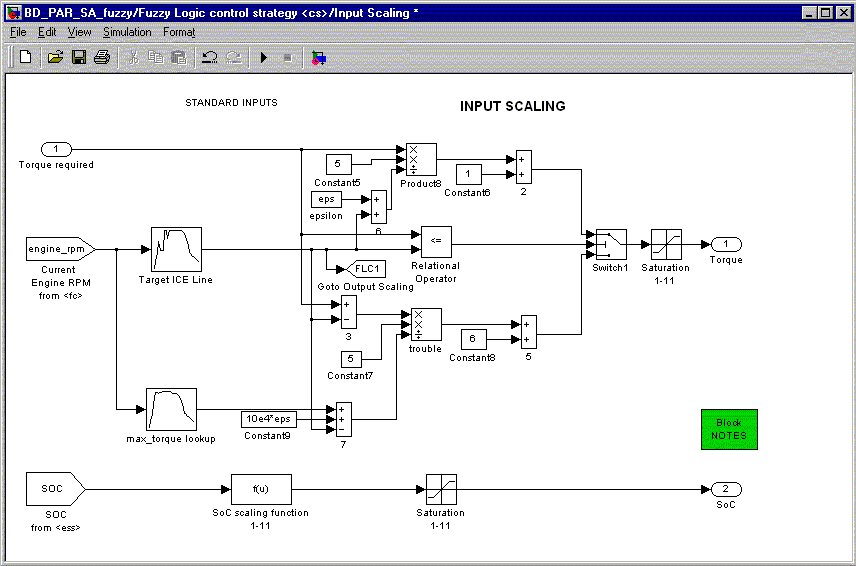 BD_PAR_SA_fuzzy/Fuzzy Logic control strategy <cs>/Input Scaling *
File Edit View Simulation Format
STANDARD INPUTS
INPUT SCALING
1
Torque required
5
Constant5
×
×
÷
Product8
1
Constant6
+
+
2
eps
epsilon
+
+
6
engine_rpm
Current
Engine RPM
from <fc>
Target ICE Line
<=
Relational
Operator
FLC1
Goto Output Scaling
Switch1
Saturation
1-11
1
Torque
+
−
3
×
×
÷
trouble
5
Constant7
6
Constant8
+
+
5
max_torque lookup
10e4*eps
Constant9
+
+
−
7
Block
NOTES
SOC
SOC
from <ess>
f(u)
SoC scaling function
1-11
Saturation
1-11
2
SoC